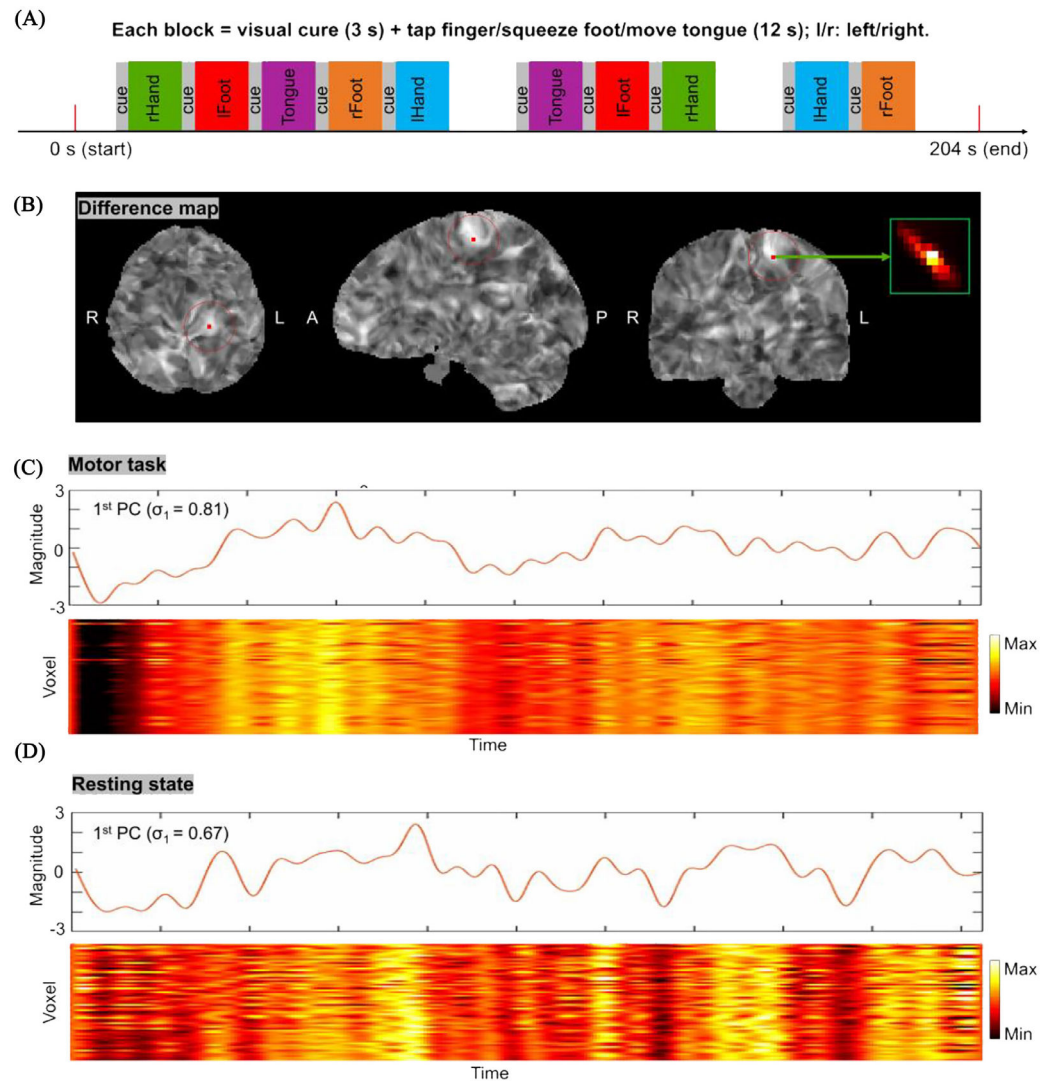 (A)
Each block = visual cure (3 s) + tap finger/squeeze foot/move tongue (12 s); l/r: left/right.
cue rHand cue lFoot cue Tongue cue rFoot cue lHand cue Tongue cue lFoot cue rHand cue lHand cue rFoot
0 s (start) 204 s (end)
(B)
Difference map
R L A P R L
(C)
Motor task
3
1st PC (σ1 = 0.81)
Magnitude
0
-3
Voxel
Max
Min
Time
(D)
Resting state
3
1st PC (σ1 = 0.67)
Magnitude
0
-3
Voxel
Max
Min
Time